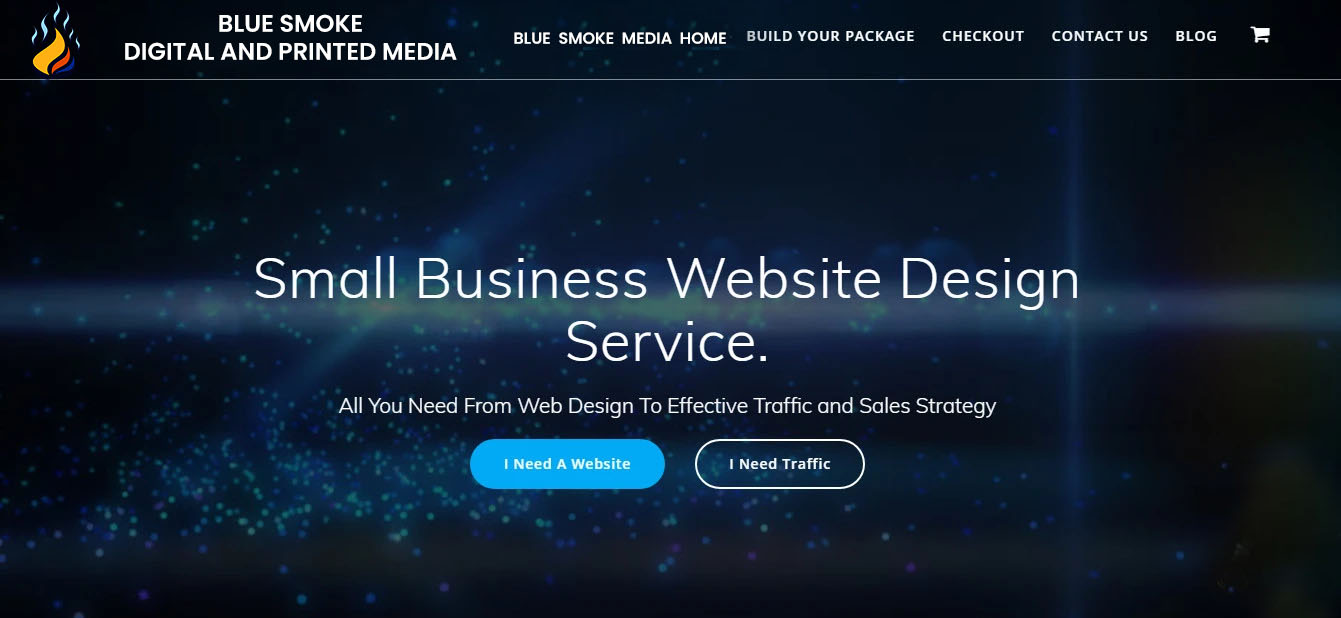 BLUE SMOKE
DIGITAL AND PRINTED MEDIA
BLUE SMOKE MEDIA HOME
BUILD YOUR PACKAGE
CHECKOUT
CONTACT US
BLOG
Small Business Website Design
Service.
All You Need From Web Design To Effective Traffic and Sales Strategy
I Need A Website
I Need Traffic